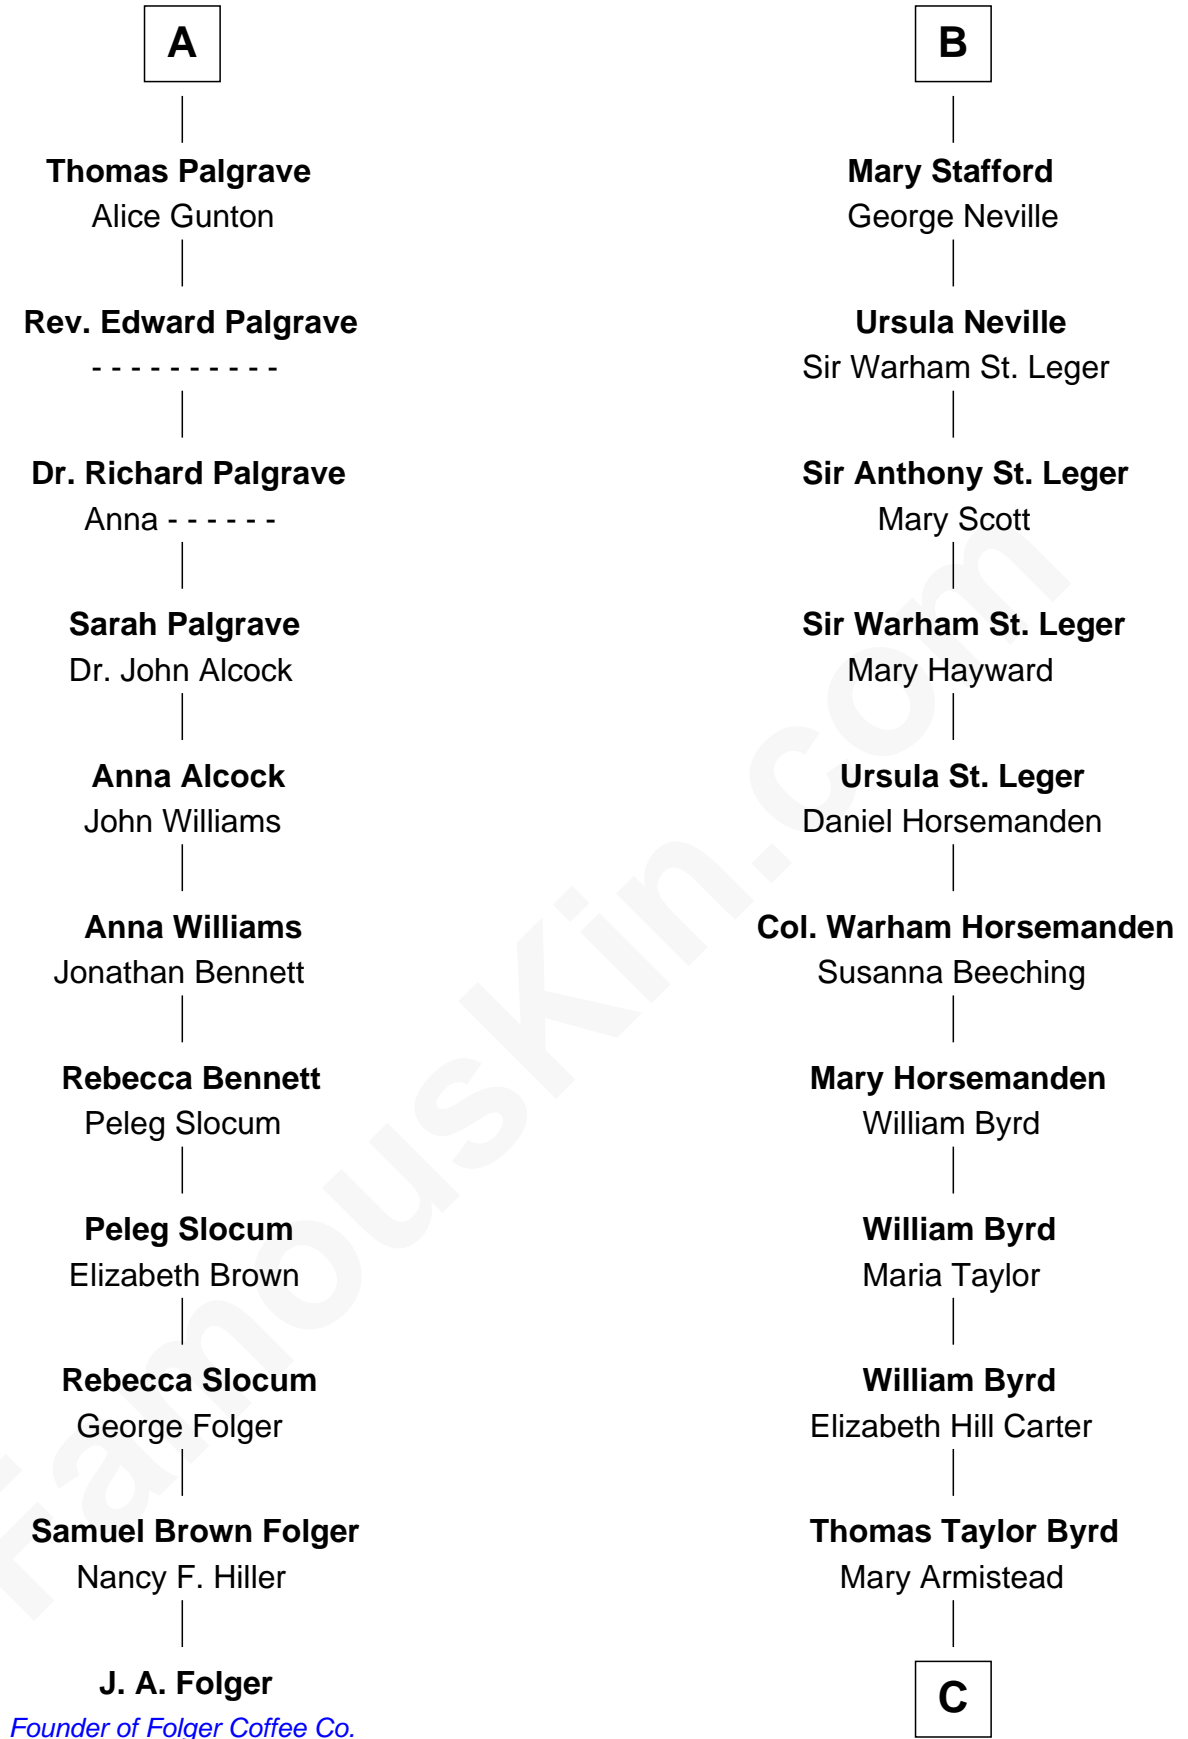 A
Thomas Palgrave
Alice Gunton
Rev. Edward Palgrave
- - - - - - - - - -
Dr. Richard Palgrave
Anna - - - - - -
Sarah Palgrave
Dr. John Alcock
Anna Alcock
John Williams
Anna Williams
Jonathan Bennett
Rebecca Bennett
Peleg Slocum
Peleg Slocum
Elizabeth Brown
Rebecca Slocum
George Folger
Samuel Brown Folger
Nancy F. Hiller
J. A. Folger
Founder of Folger Coffee Co.
B
Mary Stafford
George Neville
Ursula Neville
Sir Warham St. Leger
Sir Anthony St. Leger
Mary Scott
Sir Warham St. Leger
Mary Hayward
Ursula St. Leger
Daniel Horsemanden
Col. Warham Horsemanden
Susanna Beeching
Mary Horsemanden
William Byrd
William Byrd
Maria Taylor
William Byrd
Elizabeth Hill Carter
Thomas Taylor Byrd
Mary Armistead
C
FamousKin.com